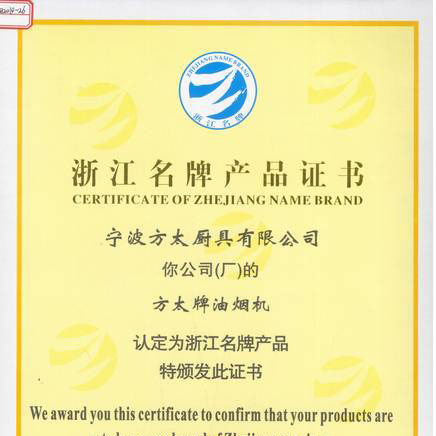 ZHEJIANG NAME BRAND
浙江名牌
浙江名牌产品证书
CERTIFICATE OF ZHEJIANG NAME BRAND
宁波方太厨具有限公司
你公司(厂)的
方太牌油烟机
认定为浙江名牌产品
特颁发此证书
We award you this certificate to confirm that your products are